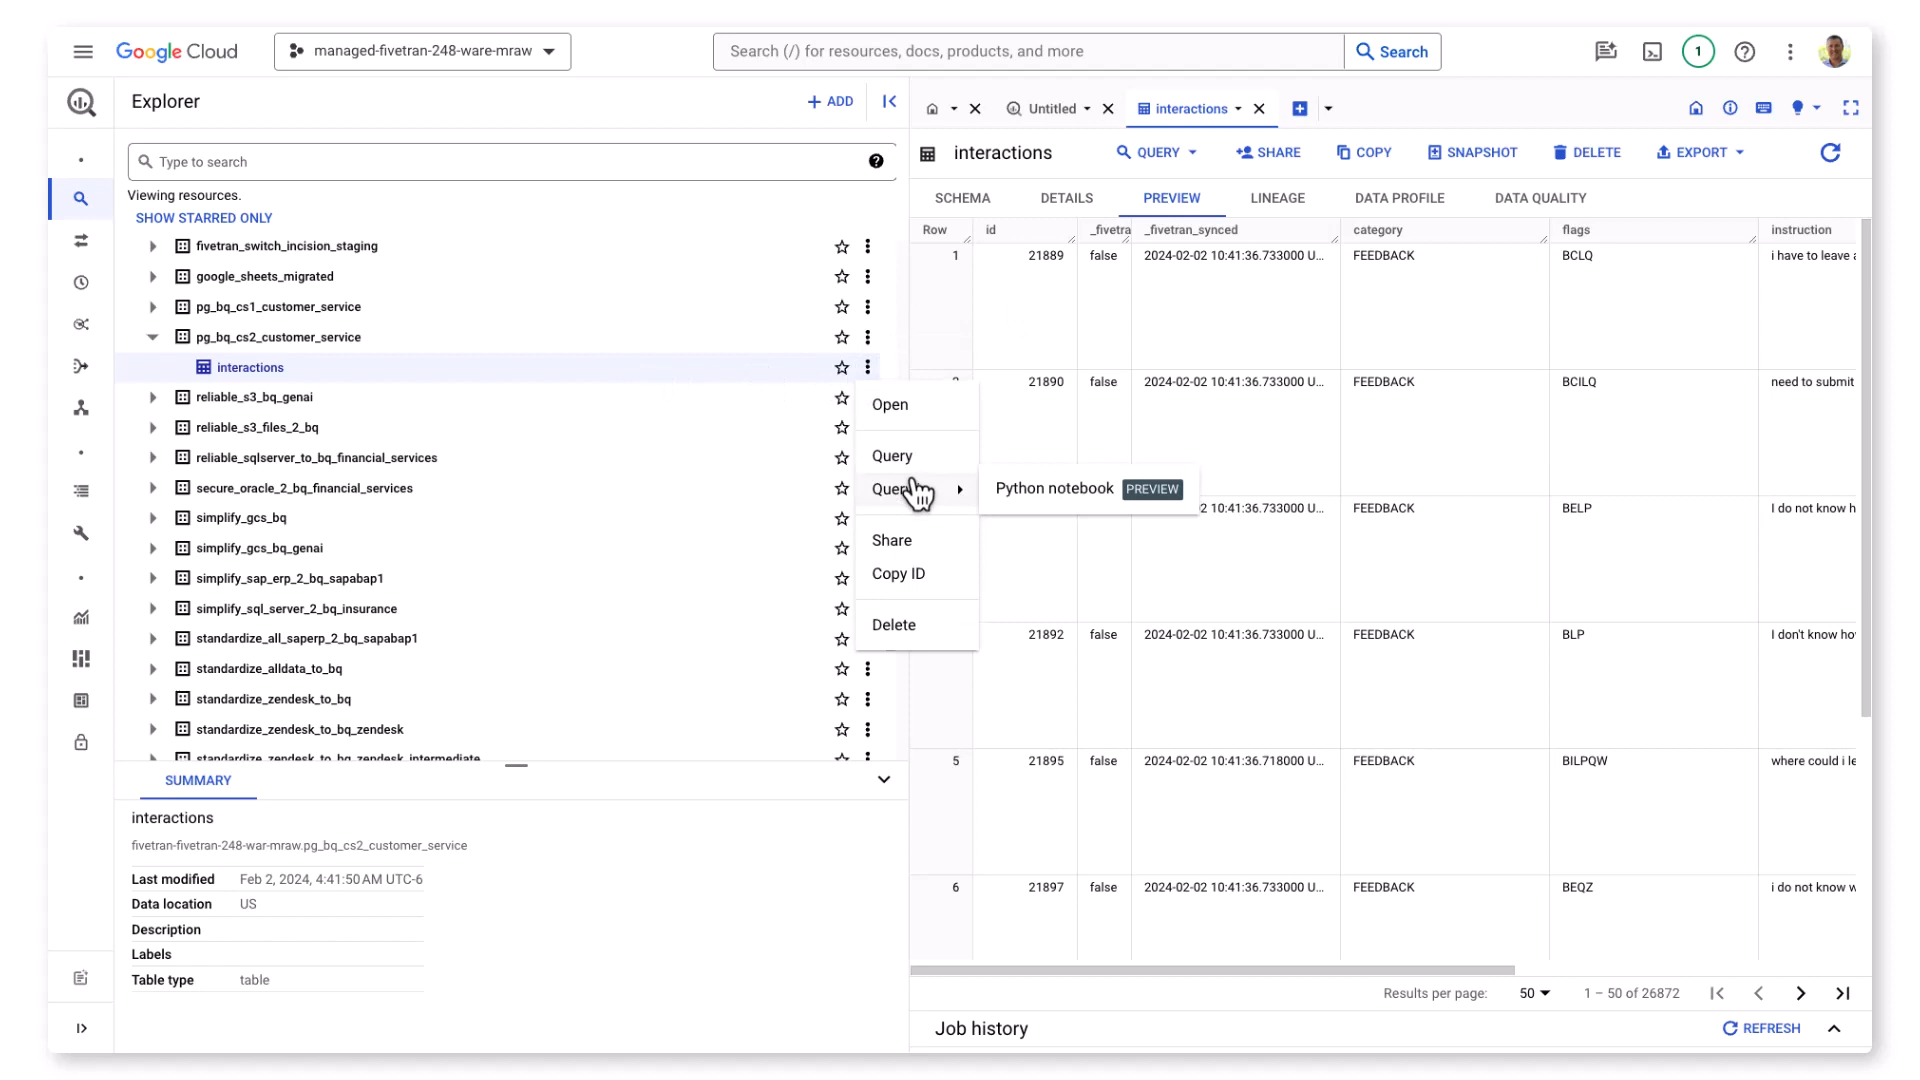 Google Cloud
managed-fivetran-248-ware-mraw
Search (/) for resources, docs, products, and more
Search
1
Explorer
+ ADD
Untitled
interactions
Type to search
interactions
QUERY
SHARE
COPY
SNAPSHOT
DELETE
EXPORT
Viewing resources.
SHOW STARRED ONLY
SCHEMA
DETAILS
PREVIEW
LINEAGE
DATA PROFILE
DATA QUALITY
fivetran_switch_incision_staging
google_sheets_migrated
pg_bq_cs1_customer_service
pg_bq_cs2_customer_service
interactions
reliable_s3_bq_genai
reliable_s3_files_2_bq
reliable_sqlserver_to_bq_financial_services
secure_oracle_2_bq_financial_services
simplify_gcs_bq
simplify_gcs_bq_genai
simplify_sap_erp_2_bq_sapabap1
simplify_sql_server_2_bq_insurance
standardize_all_saperp_2_bq_sapabap1
standardize_alldata_to_bq
standardize_zendesk_to_bq
standardize_zendesk_to_bq_zendesk
standardize_zendesk_to_bq_zendesk_intermediate
Open
Query
Quer
Python notebook PREVIEW
Share
Copy ID
Delete
Row id _fivetra _fivetran_synced category flags instruction
1 21889 false 2024-02-02 10:41:36.733000 U... FEEDBACK BCLQ i have to leave a
21890 false 2024-02-02 10:41:36.733000 U... FEEDBACK BCILQ need to submit
2 10:41:36.733000 U... FEEDBACK BELP I do not know h
21892 false 2024-02-02 10:41:36.733000 U... FEEDBACK BLP I don't know ho
5 21895 false 2024-02-02 10:41:36.718000 U... FEEDBACK BILPQW where could i le
6 21897 false 2024-02-02 10:41:36.733000 U... FEEDBACK BEQZ i do not know w
SUMMARY
interactions
fivetran-fivetran-248-war-mraw.pg_bq_cs2_customer_service
Last modified Feb 2, 2024, 4:41:50 AM UTC-6
Data location US
Description
Labels
Table type table
Results per page: 50 1 – 50 of 26872
Job history
REFRESH